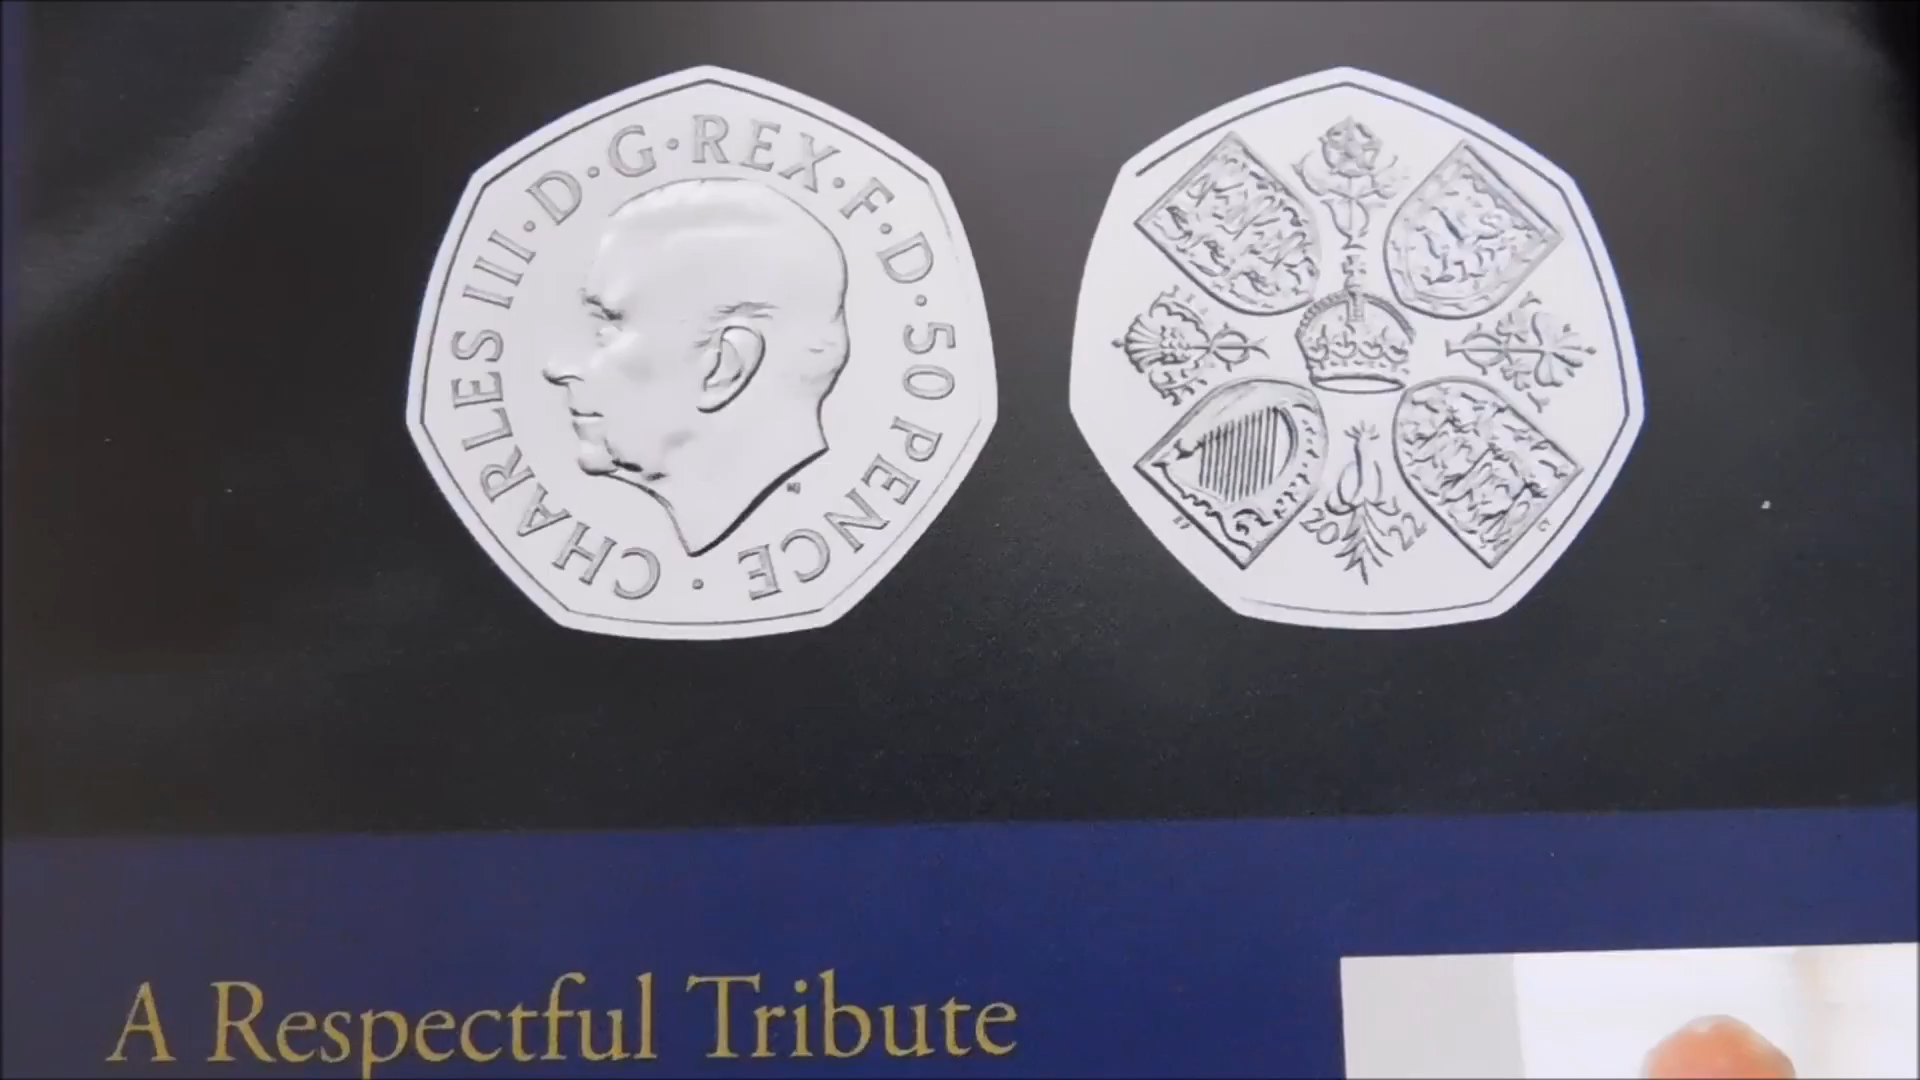 CHARLES III · D · G · REX · F · D · 50 PENCE ·
2022
A Respectful Tribute